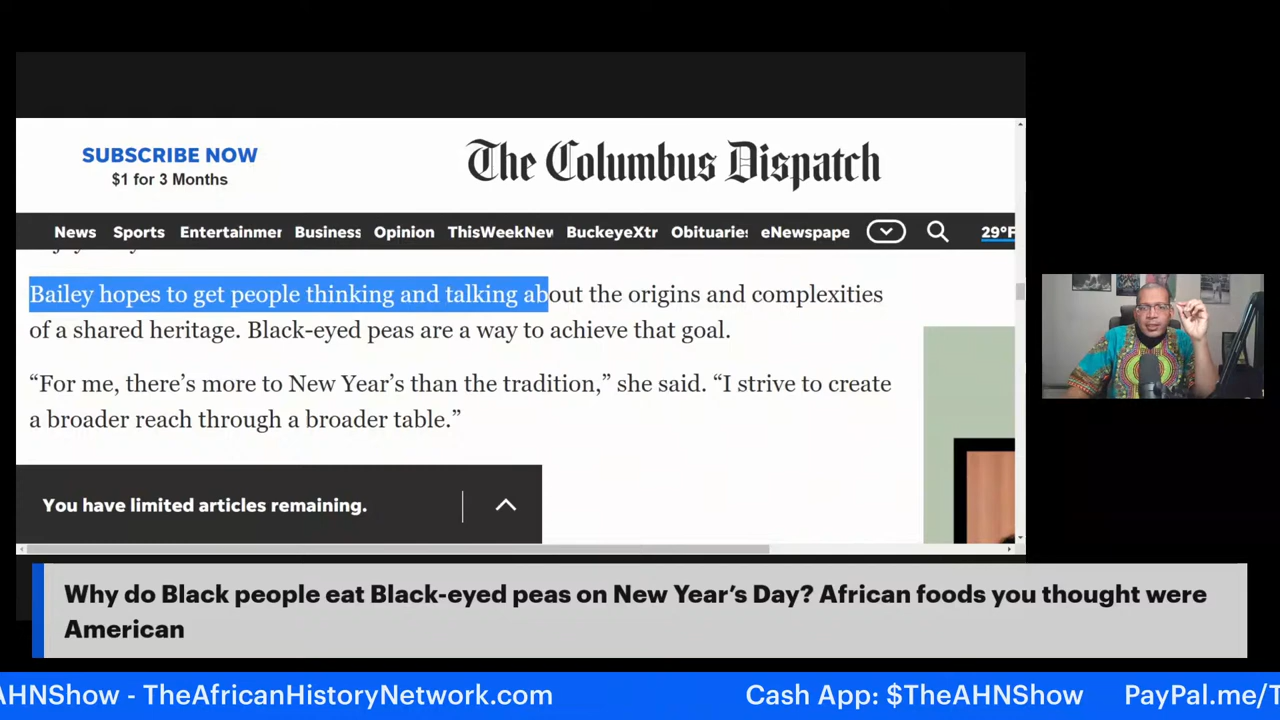 SUBSCRIBE NOW
$1 for 3 Months
The Columbus Dispatch
News Sports Entertainmer Business Opinion ThisWeekNev BuckeyeXtr Obituaries eNewspape 29°F
Bailey hopes to get people thinking and talking about the origins and complexities
of a shared heritage. Black-eyed peas are a way to achieve that goal.
“For me, there’s more to New Year’s than the tradition,” she said. “I strive to create
a broader reach through a broader table.”
You have limited articles remaining.
Why do Black people eat Black-eyed peas on New Year’s Day? African foods you thought were
American
AHNShow - TheAfricanHistoryNetwork.com Cash App: $TheAHNShow PayPal.me/T